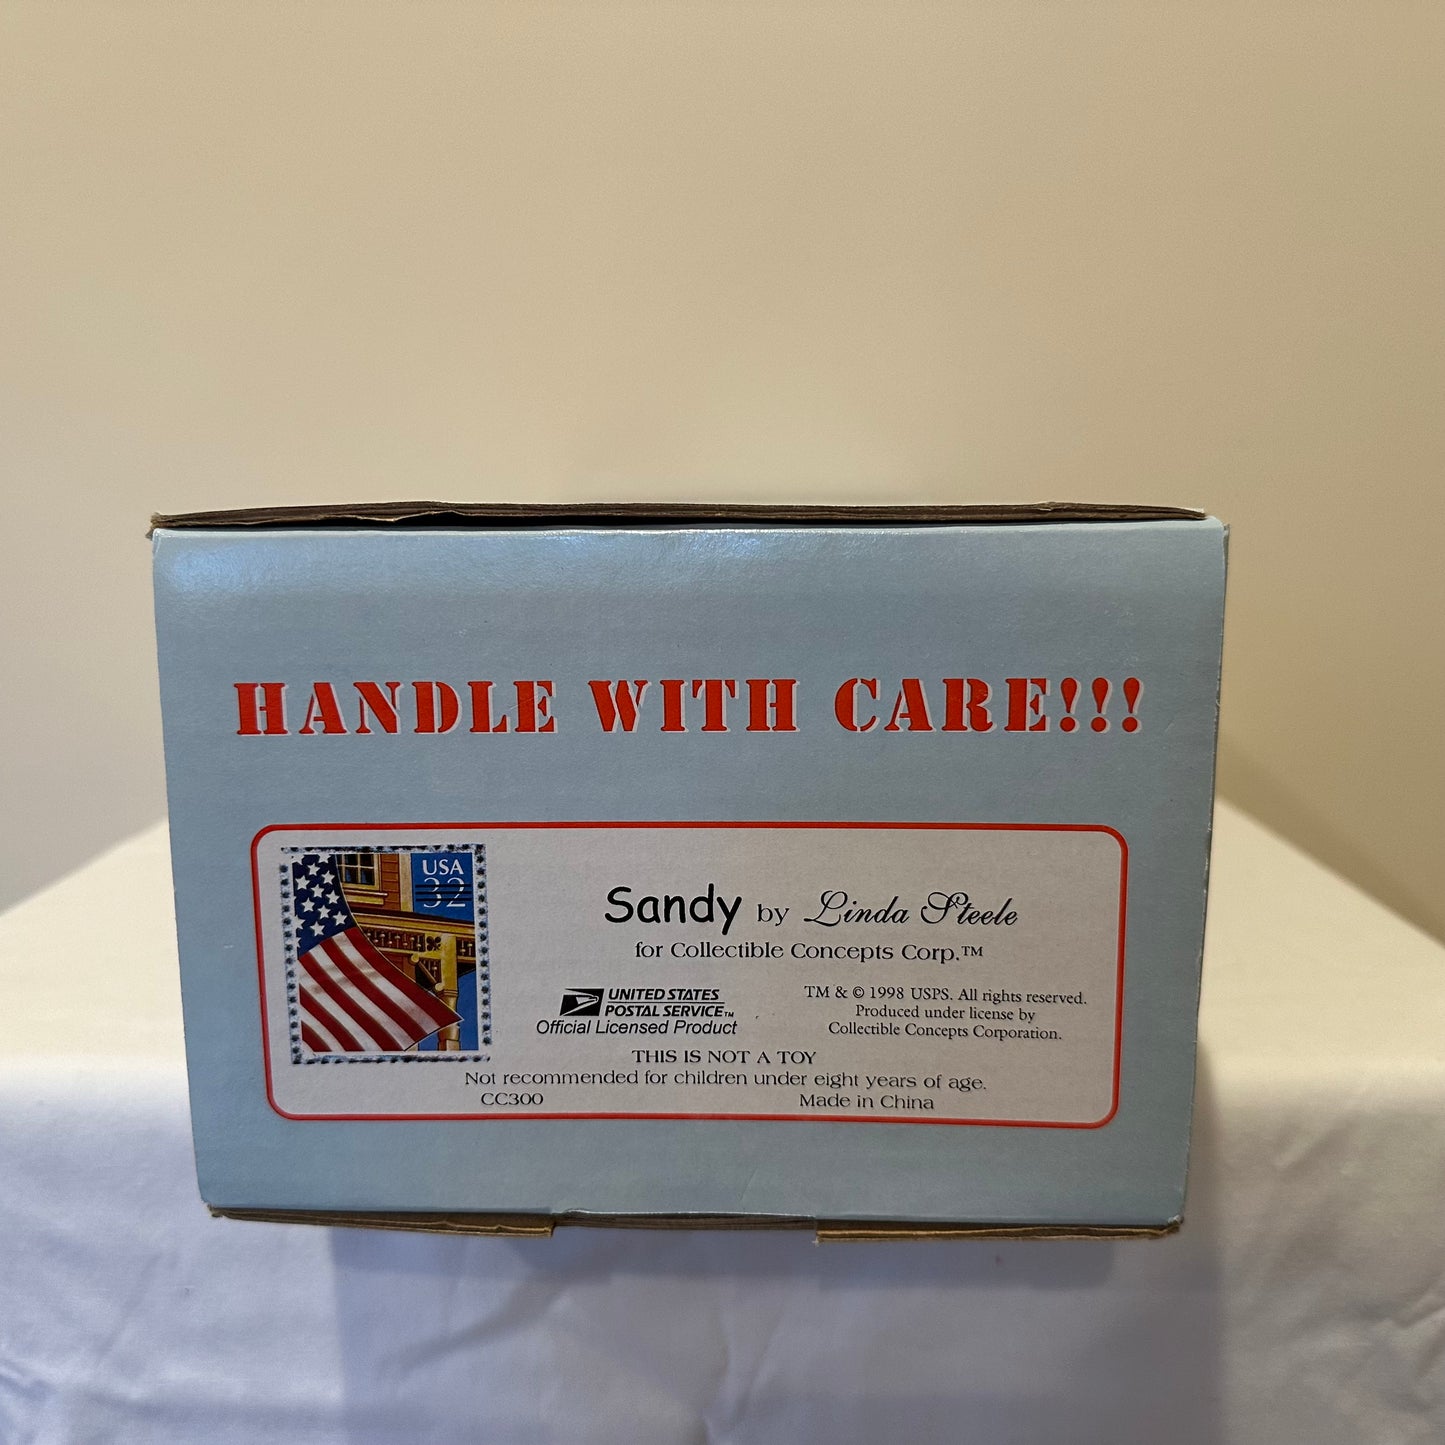 HANDLE WITH CARE!!!
USA
32
Sandy by Linda Steele
for Collectible Concepts Corp.™
UNITED STATES
POSTAL SERVICE™
Official Licensed Product
TM & © 1998 USPS. All rights reserved.
Produced under license by
Collectible Concepts Corporation.
THIS IS NOT A TOY
Not recommended for children under eight years of age.
CC300 Made in China